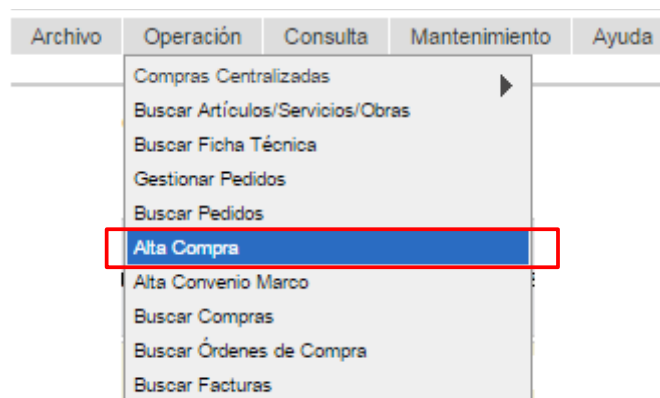 Archivo Operación Consulta Mantenimiento Ayuda
Compras Centralizadas
Buscar Artículos/Servicios/Obras
Buscar Ficha Técnica
Gestionar Pedidos
Buscar Pedidos
Alta Compra
Alta Convenio Marco
Buscar Compras
Buscar Órdenes de Compra
Buscar Facturas